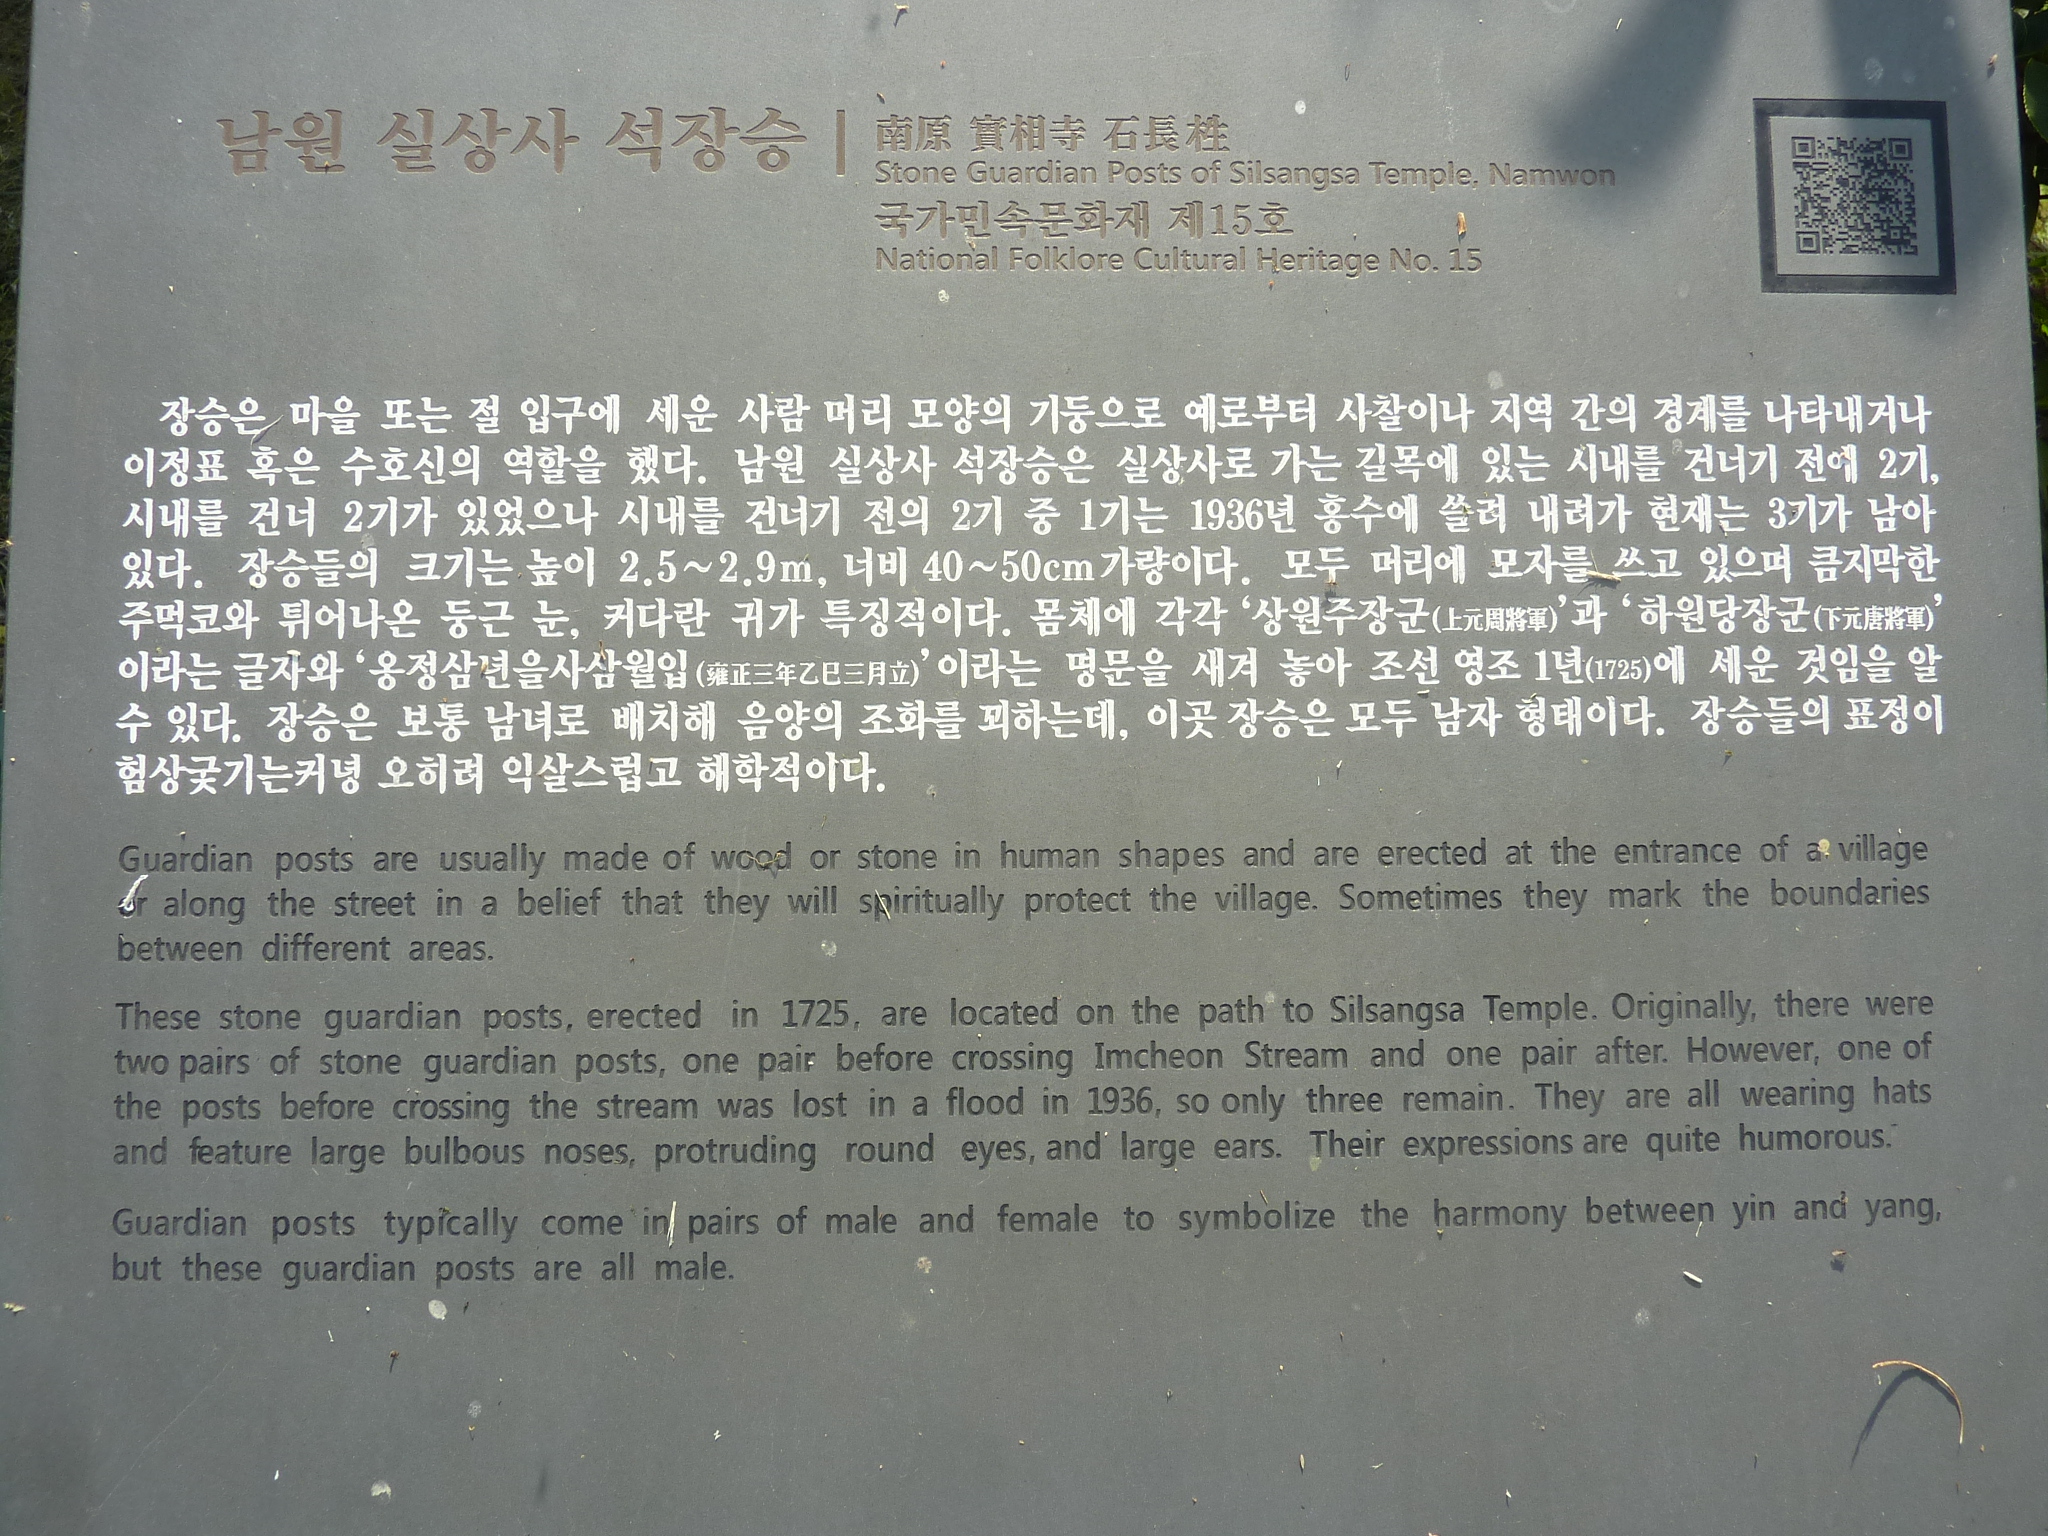 남원 실상사 석장승
南原 實相寺 石長栍
Stone Guardian Posts of Silsangsa Temple, Namwon
국가민속문화재 제15호
National Folklore Cultural Heritage No. 15
장승은 마을 또는 절 입구에 세운 사람 머리 모양의 기둥으로 예로부터 사찰이나 지역 간의 경계를 나타내거나
이정표 혹은 수호신의 역할을 했다. 남원 실상사 석장승은 실상사로 가는 길목에 있는 시내를 건너기 전에 2기,
시내를 건너 2기가 있었으나 시내를 건너기 전의 2기 중 1기는 1936년 홍수에 쓸려 내려가 현재는 3기가 남아
있다. 장승들의 크기는 높이 2.5~2.9m, 너비 40~50cm가량이다. 모두 머리에 모자를 쓰고 있으며 큼지막한
주먹코와 튀어나온 둥근 눈, 커다란 귀가 특징적이다. 몸체에 각각 ‘상원주장군(上元周將軍)’과 ‘하원당장군(下元唐將軍)’
이라는 글자와 ‘옹정삼년을사삼월입(雍正三年乙巳三月立)’이라는 명문을 새겨 놓아 조선 영조 1년(1725)에 세운 것임을 알
수 있다. 장승은 보통 남녀로 배치해 음양의 조화를 꾀하는데, 이곳 장승은 모두 남자 형태이다. 장승들의 표정이
험상궂기는커녕 오히려 익살스럽고 해학적이다.
Guardian posts are usually made of wood or stone in human shapes and are erected at the entrance of a village
or along the street in a belief that they will spiritually protect the village. Sometimes they mark the boundaries
between different areas.
These stone guardian posts, erected in 1725, are located on the path to Silsangsa Temple. Originally, there were
two pairs of stone guardian posts, one pair before crossing Imcheon Stream and one pair after. However, one of
the posts before crossing the stream was lost in a flood in 1936, so only three remain. They are all wearing hats
and feature large bulbous noses, protruding round eyes, and large ears. Their expressions are quite humorous.
Guardian posts typically come in pairs of male and female to symbolize the harmony between yin and yang,
but these guardian posts are all male.